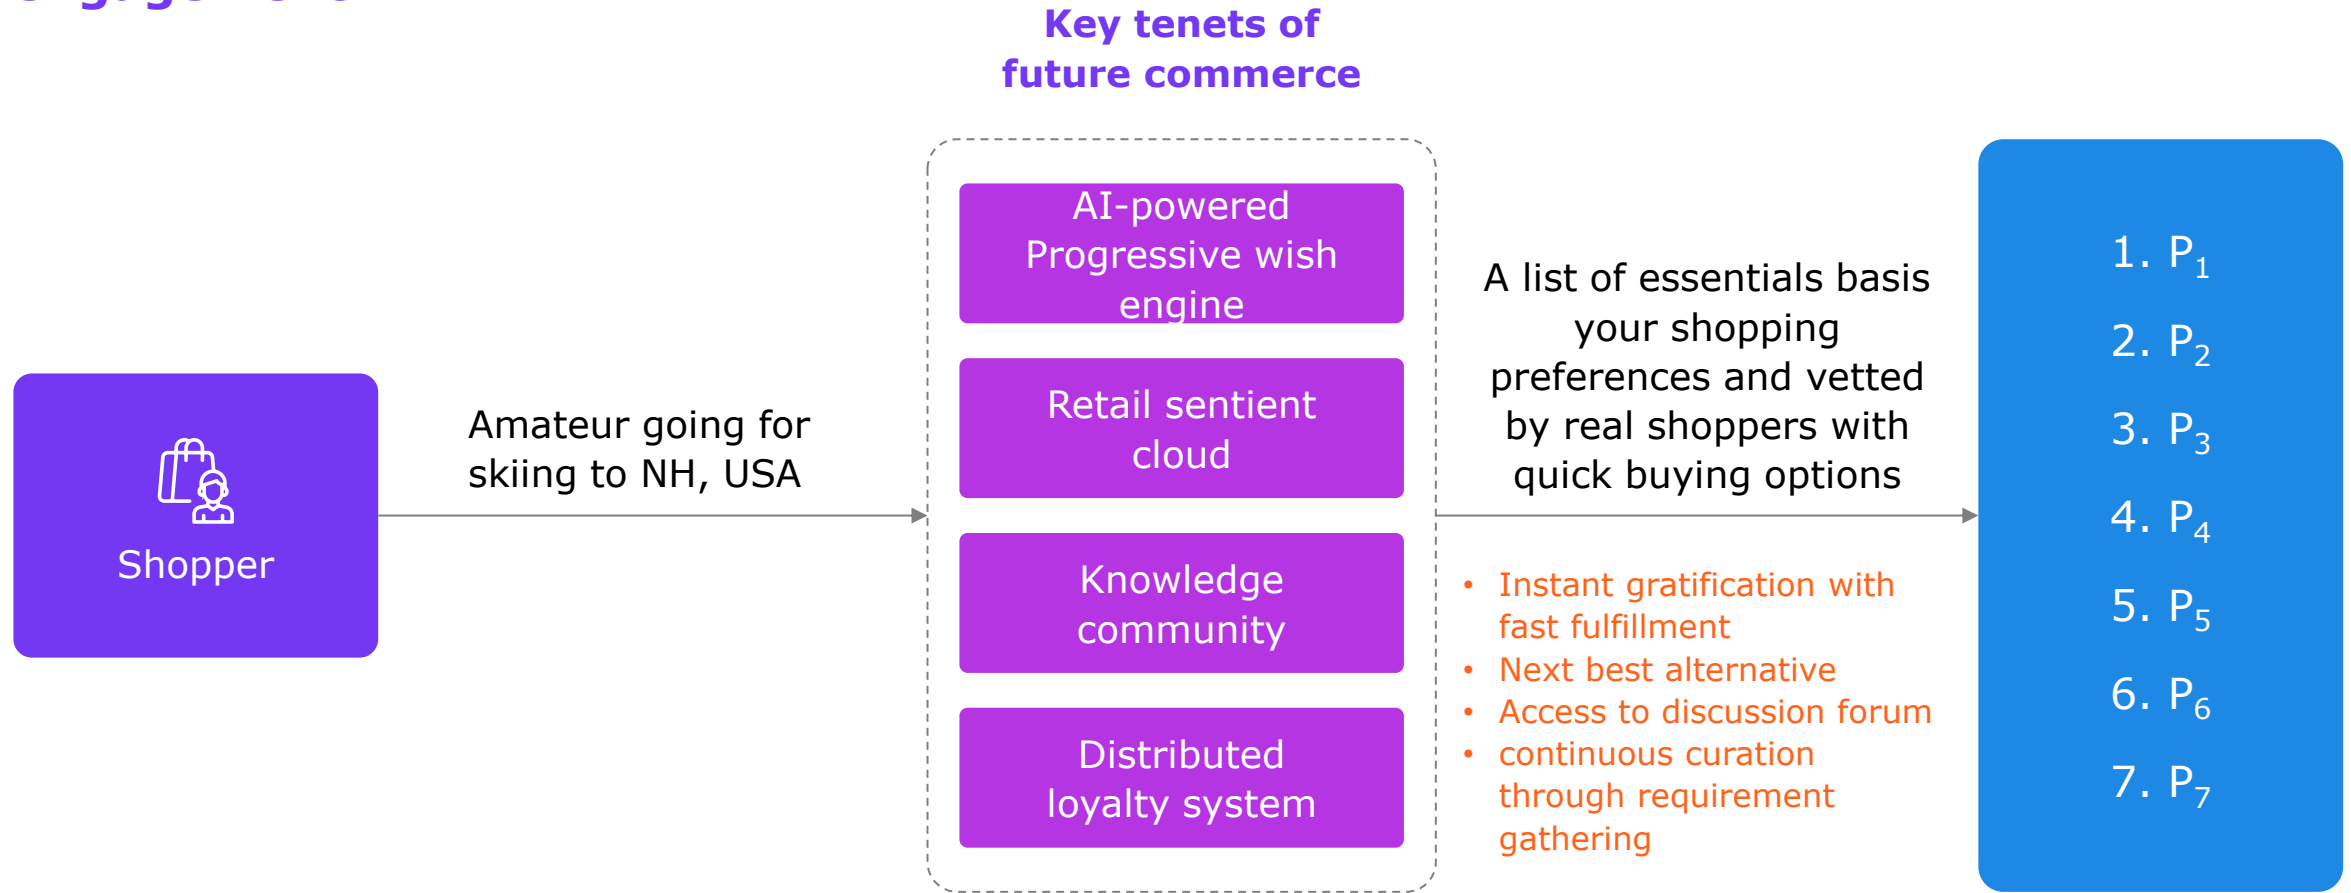 Key tenets of
future commerce
Shopper
Amateur going for
skiing to NH, USA
AI-powered
Progressive wish
engine
Retail sentient
cloud
Knowledge
community
Distributed
loyalty system
A list of essentials basis
your shopping
preferences and vetted
by real shoppers with
quick buying options
• Instant gratification with
fast fulfillment
• Next best alternative
• Access to discussion forum
• continuous curation
through requirement
gathering
1. P₁
2. P₂
3. P₃
4. P₄
5. P₅
6. P₆
7. P₇